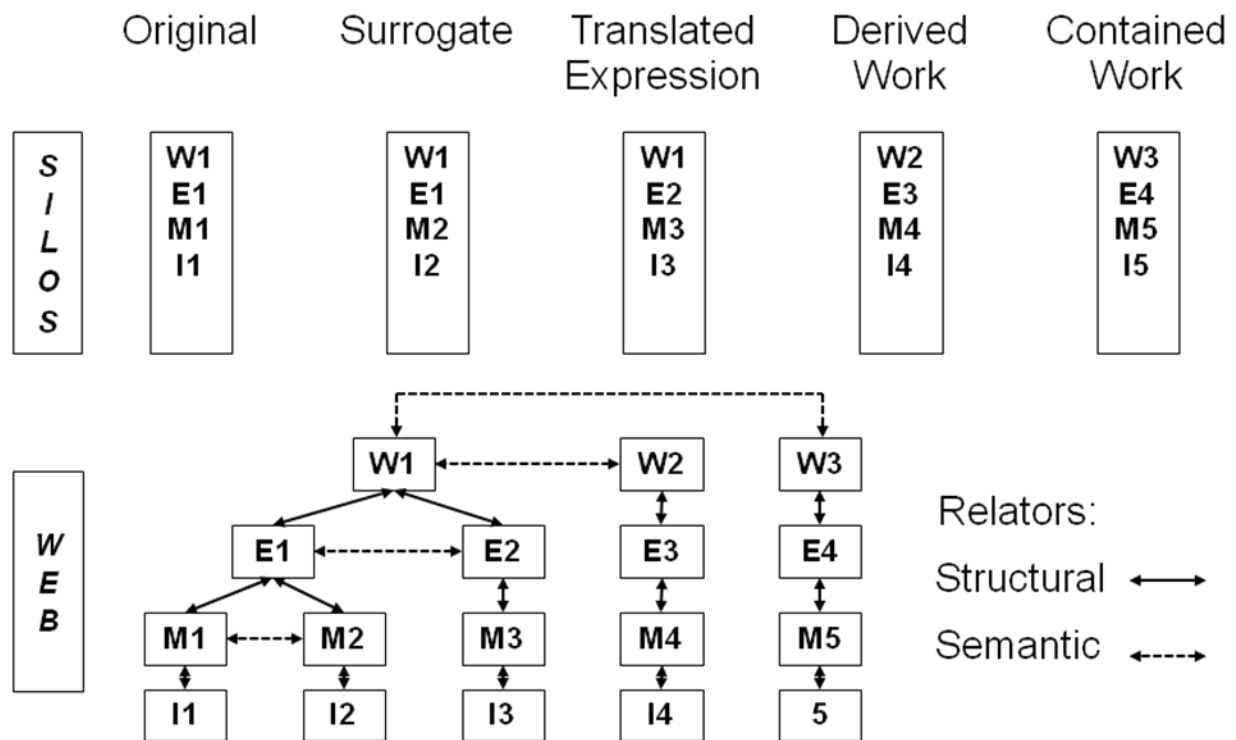 Original Surrogate Translated Expression Derived Work Contained Work
SILOS
W1 W1 W1 W2 W3
E1 E1 E2 E3 E4
M1 M2 M3 M4 M5
I1 I2 I3 I4 I5
WEB
W1 W2 W3
E1 E2 E3 E4
M1 M2 M3 M4 M5
I1 I2 I3 I4 5
Relators:
Structural
Semantic